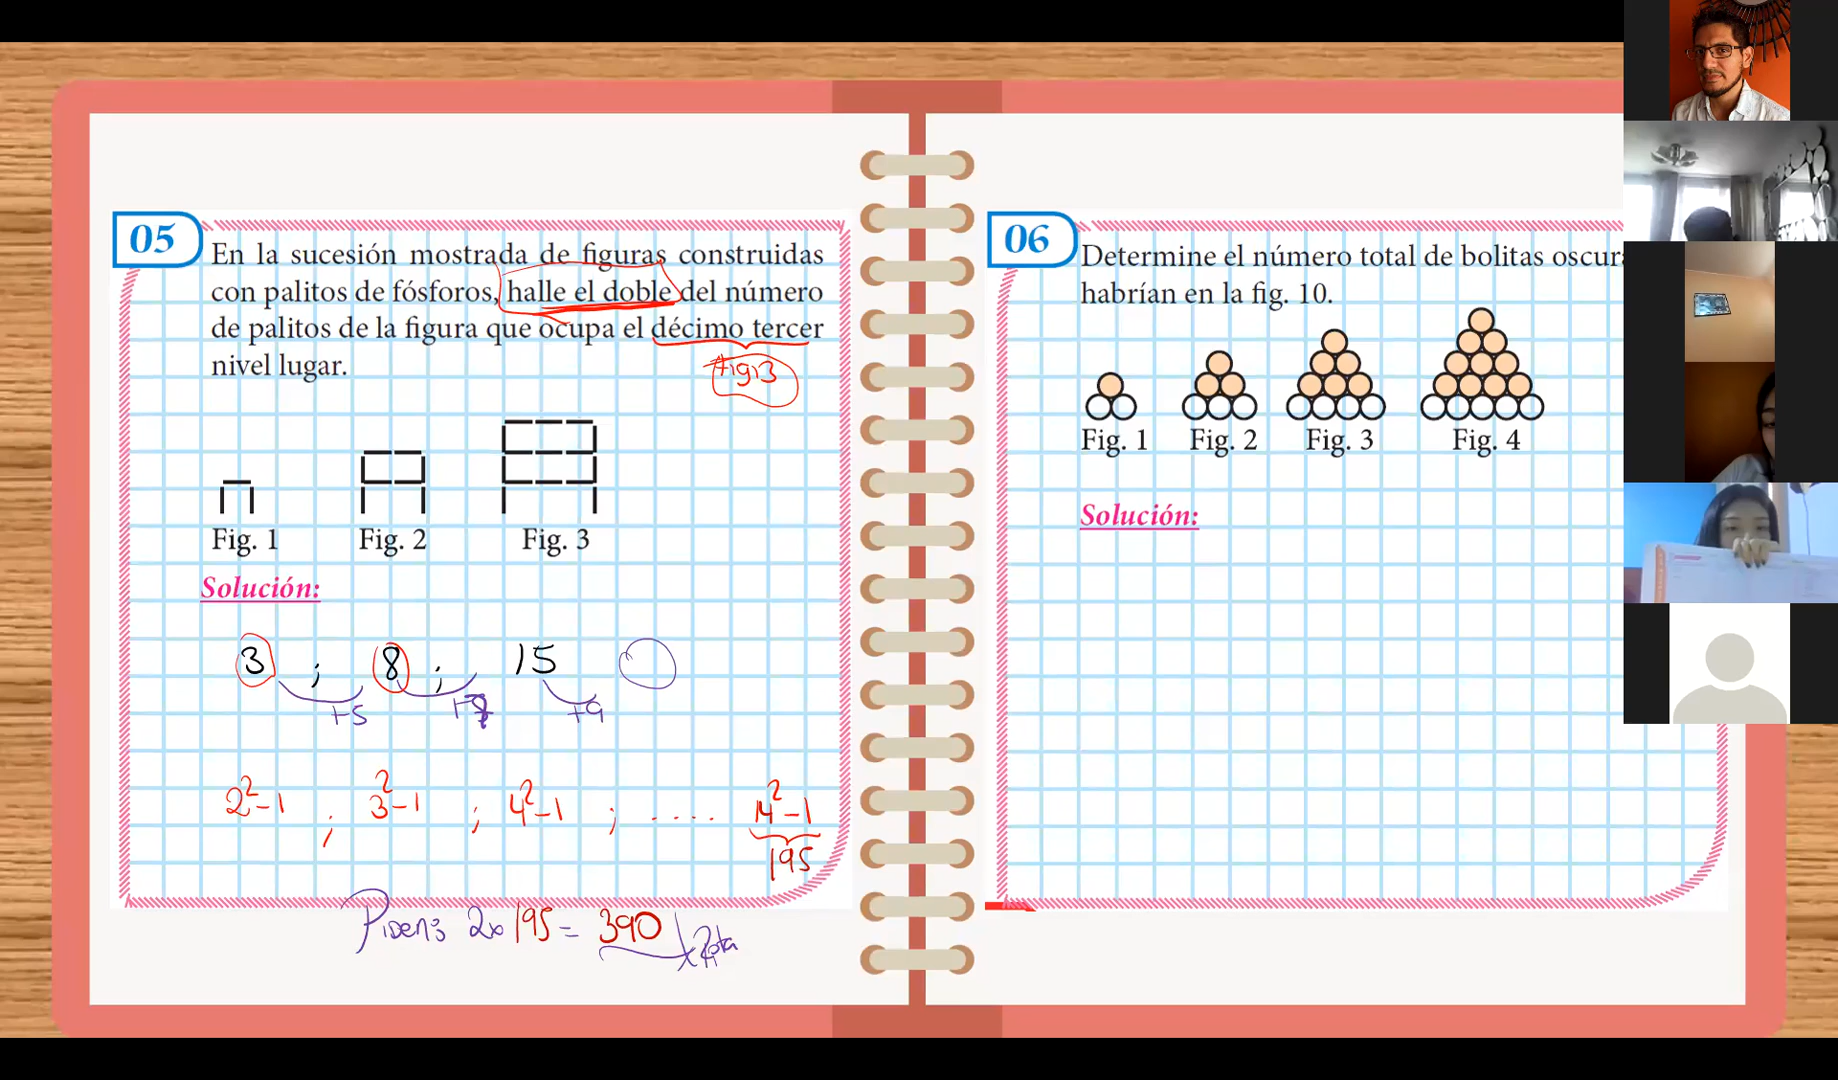 05
En la sucesión mostrada de figuras construidas
con palitos de fósforos, halle el doble del número
de palitos de la figura que ocupa el décimo tercer
nivel lugar.
Fig13
Fig. 1 Fig. 2 Fig. 3
Solución:
3 ; 8 ; 15
+5 +7 +9
2²-1 ; 3²-1 ; 4²-1 ; .... 14²-1
195
Piden: 2x195=390 Rpta
06
Determine el número total de bolitas
habrían en la fig. 10.
Fig. 1 Fig. 2 Fig. 3 Fig. 4
Solución: